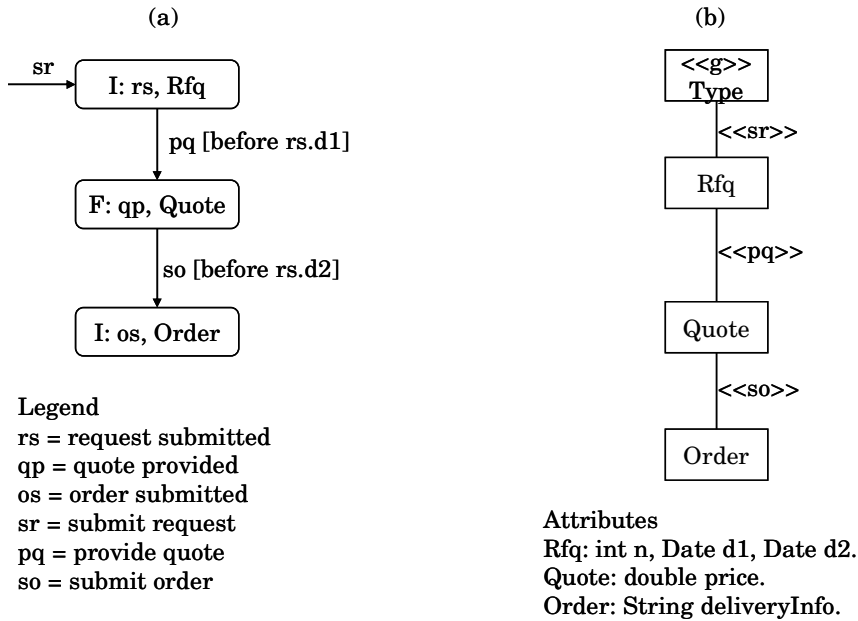 (a)
sr
I: rs, Rfq
pq [before rs.d1]
F: qp, Quote
so [before rs.d2]
I: os, Order
Legend
rs = request submitted
qp = quote provided
os = order submitted
sr = submit request
pq = provide quote
so = submit order
(b)
<<g>>
Type
<<sr>>
Rfq
<<pq>>
Quote
<<so>>
Order
Attributes
Rfq: int n, Date d1, Date d2.
Quote: double price.
Order: String deliveryInfo.